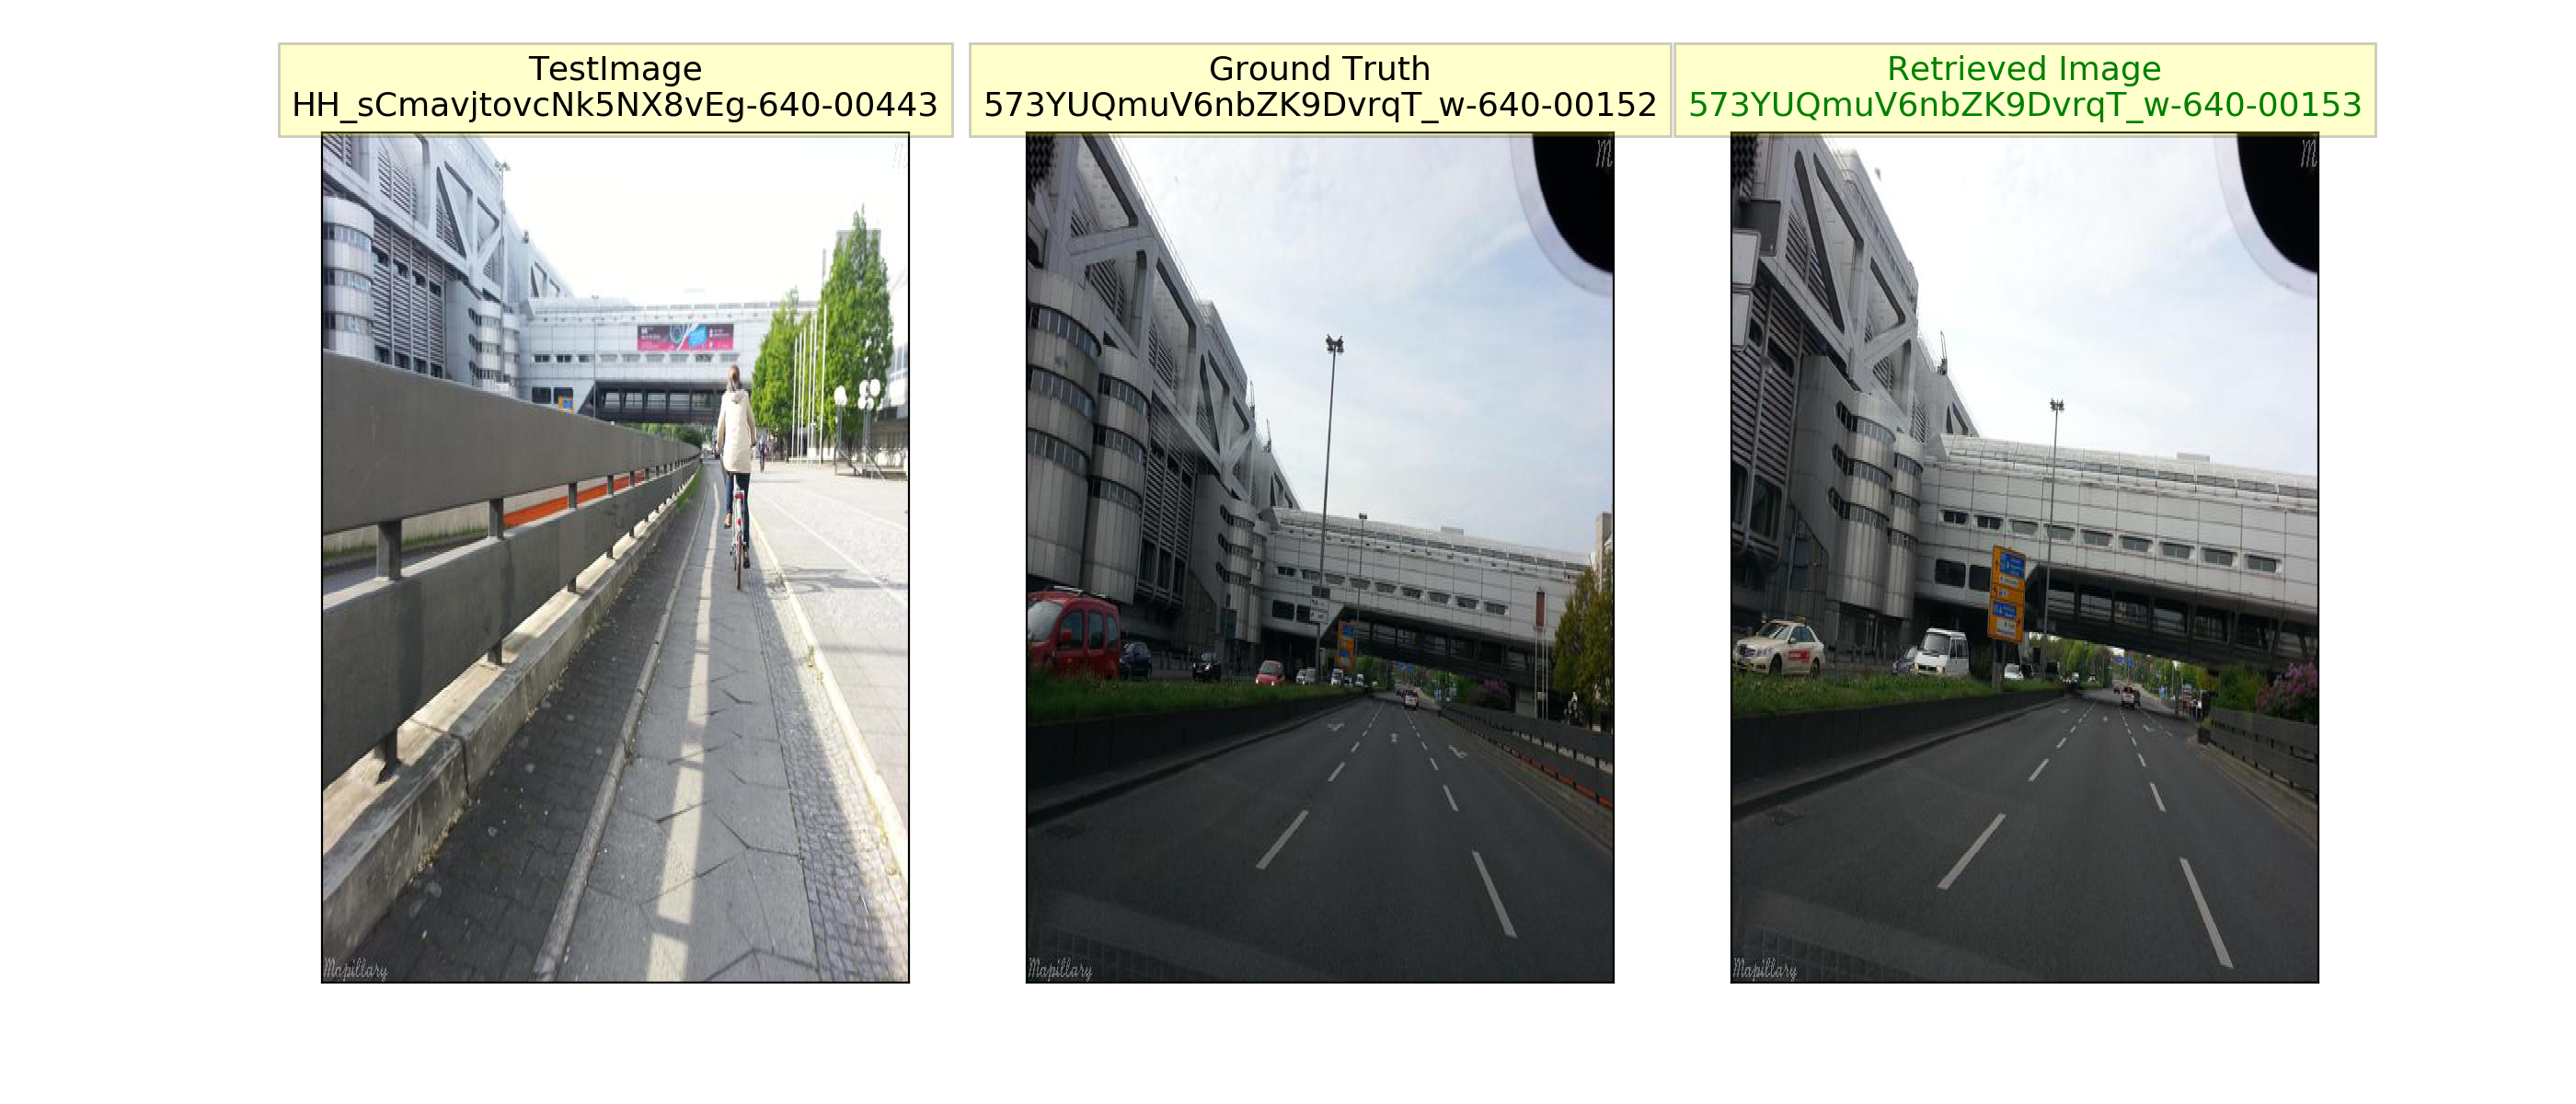 TestImage
HH_sCmavjtovcNk5NX8vEg-640-00443
Ground Truth
573YUQmuV6nbZK9DvrqT_w-640-00152
Retrieved Image
573YUQmuV6nbZK9DvrqT_w-640-00153
M
M
Mapillary
Mapillary
Mapillary